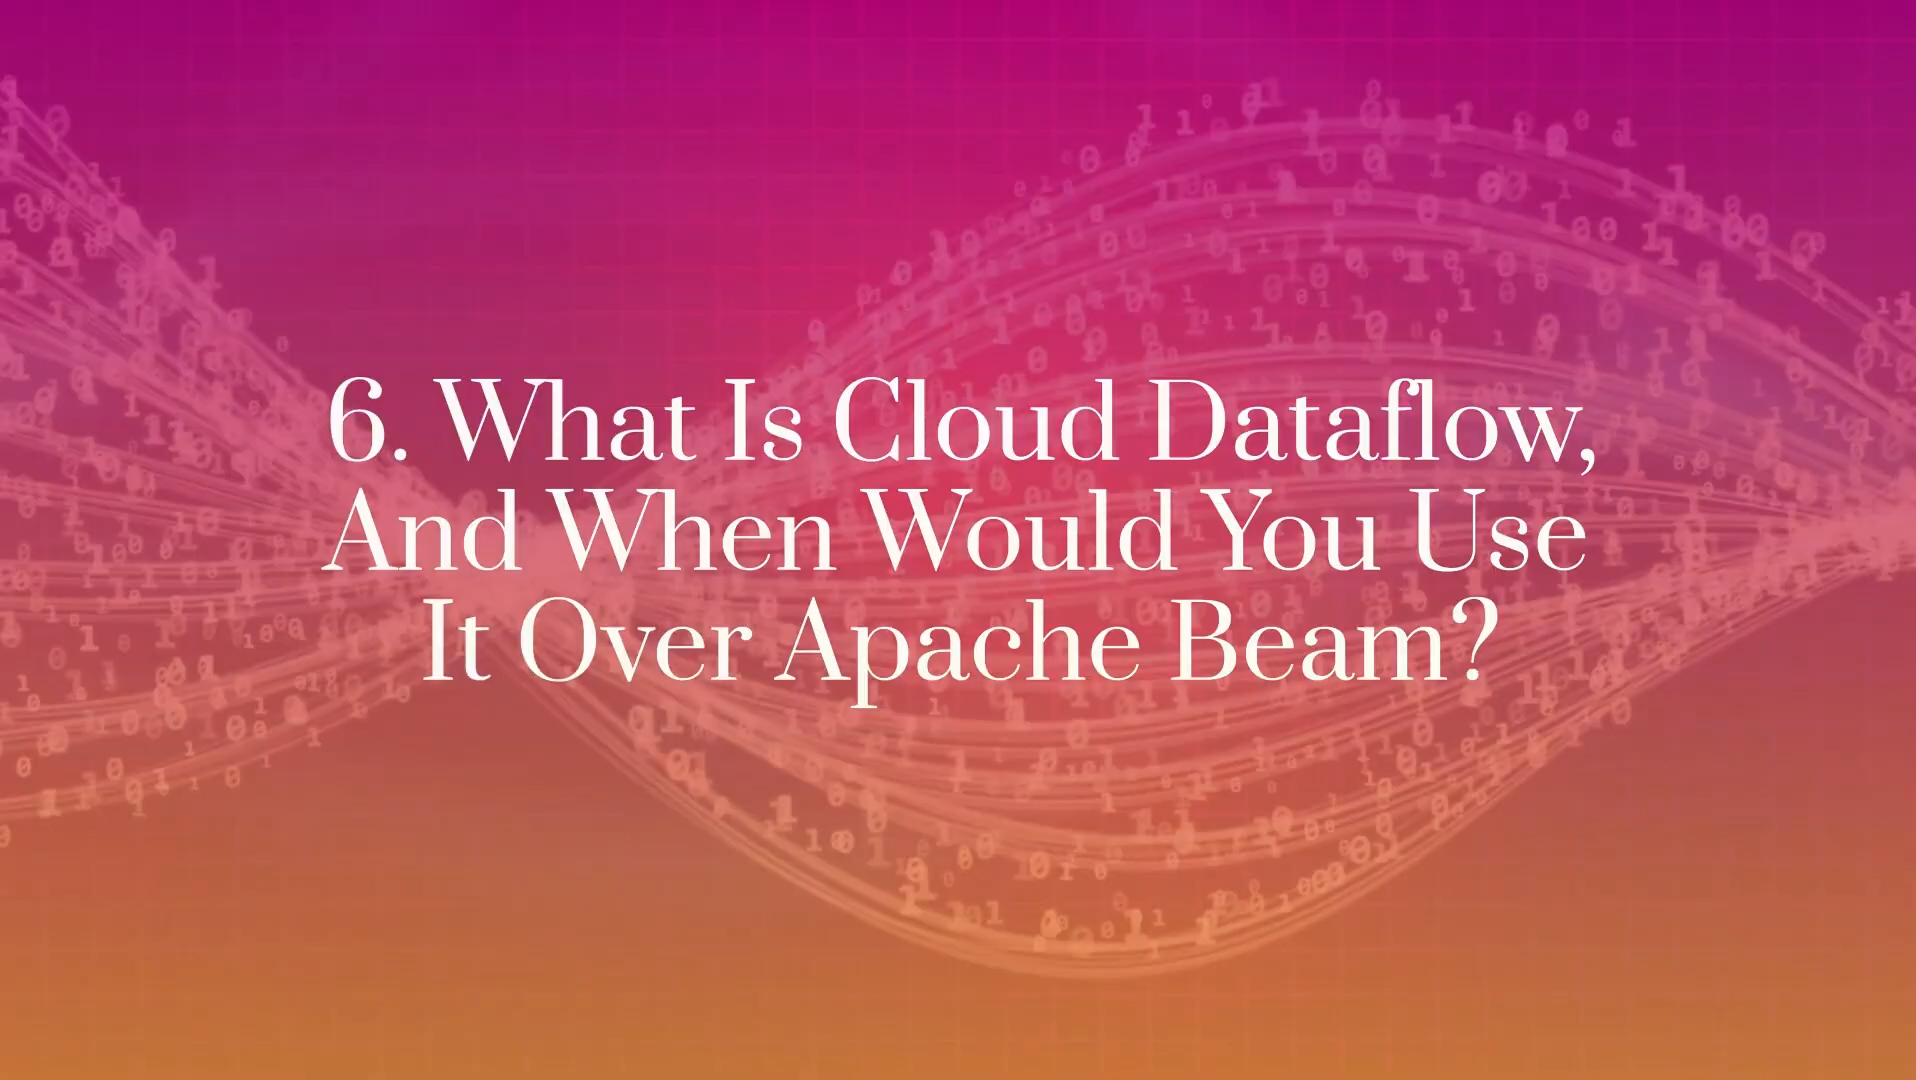 6. What Is Cloud Dataflow,
And When Would You Use
It Over Apache Beam?